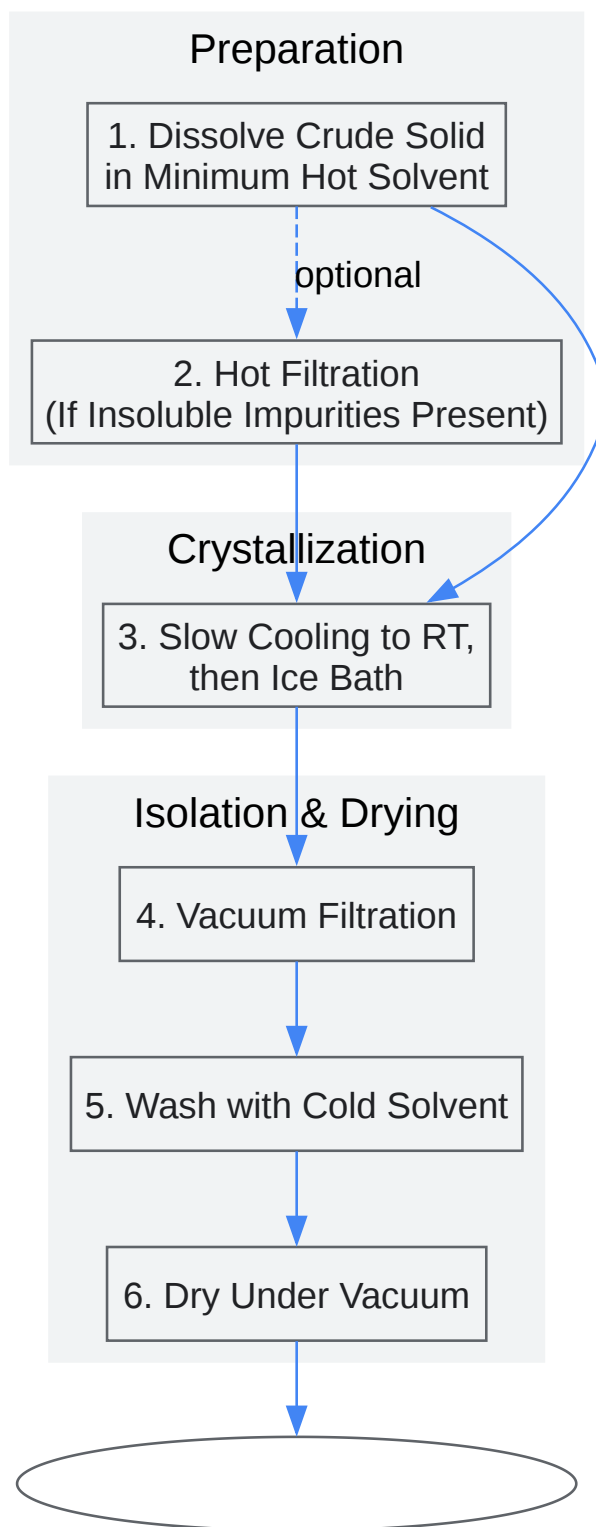 Preparation
1. Dissolve Crude Solid
in Minimum Hot Solvent
optional
2. Hot Filtration
(If Insoluble Impurities Present)
Crystallization
3. Slow Cooling to RT,
then Ice Bath
Isolation & Drying
4. Vacuum Filtration
5. Wash with Cold Solvent
6. Dry Under Vacuum